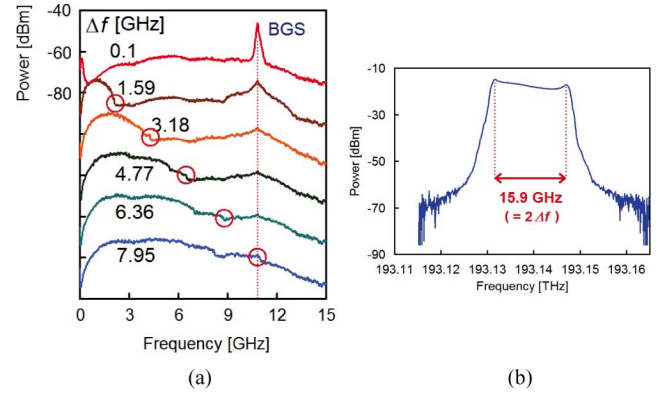 Δf [GHz]
BGS
0.1
1.59
3.18
4.77
6.36
7.95
Power [dBm]
-40
-60
-80
0
3
6
9
12
15
Frequency [GHz]
(a)
-10
-30
-50
-70
-90
Power [dBm]
15.9 GHz
( = 2Δf )
193.11
193.12
193.13
193.14
193.15
193.16
Frequency [THz]
(b)